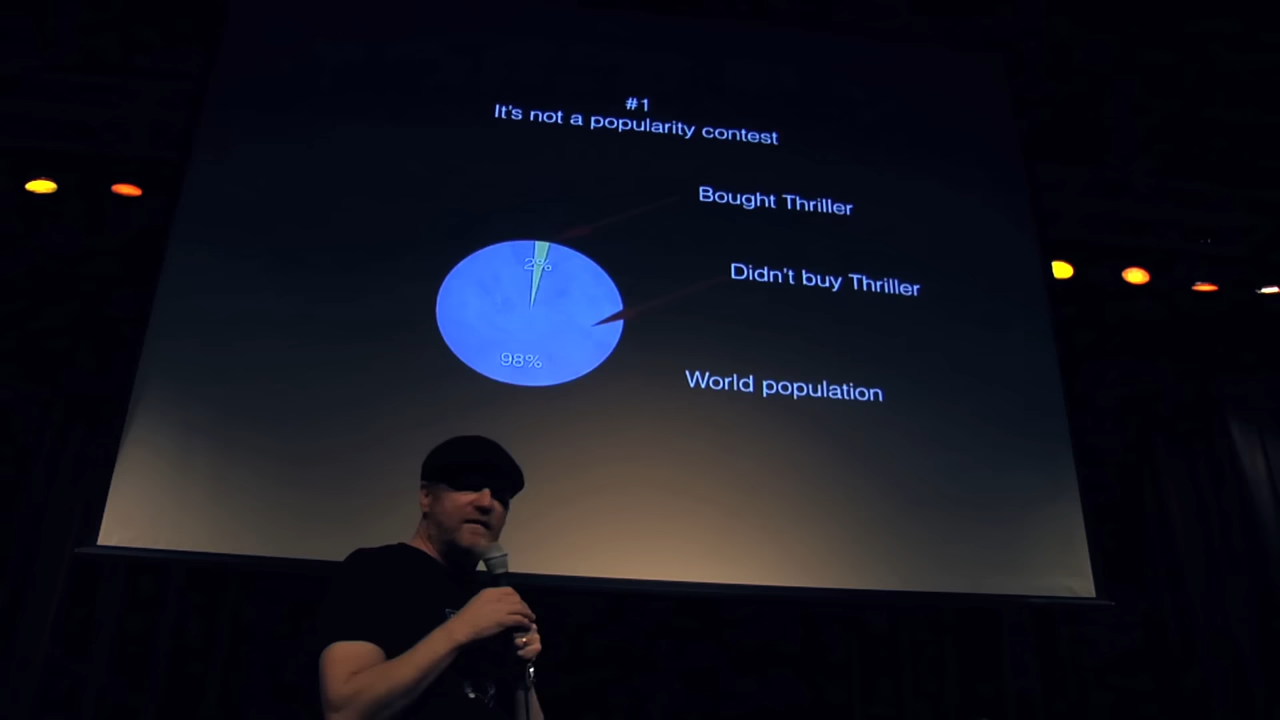 #1
It's not a popularity contest
Bought Thriller
2%
Didn't buy Thriller
98%
World population